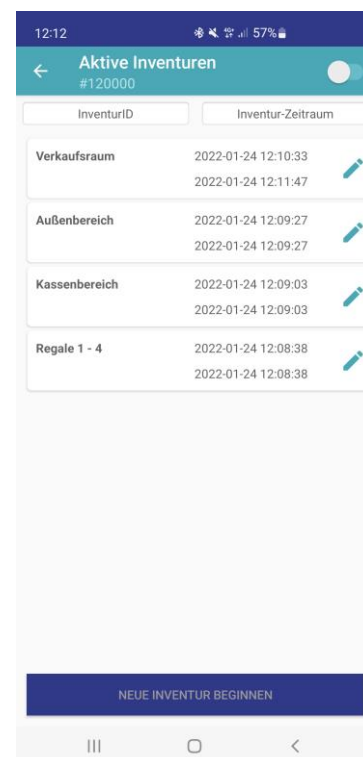 12:12 57%
Aktive Inventuren
#120000
InventurID Inventur-Zeitraum
Verkaufsraum 2022-01-24 12:10:33
2022-01-24 12:11:47
Außenbereich 2022-01-24 12:09:27
2022-01-24 12:09:27
Kassenbereich 2022-01-24 12:09:03
2022-01-24 12:09:03
Regale 1 - 4 2022-01-24 12:08:38
2022-01-24 12:08:38
NEUE INVENTUR BEGINNEN